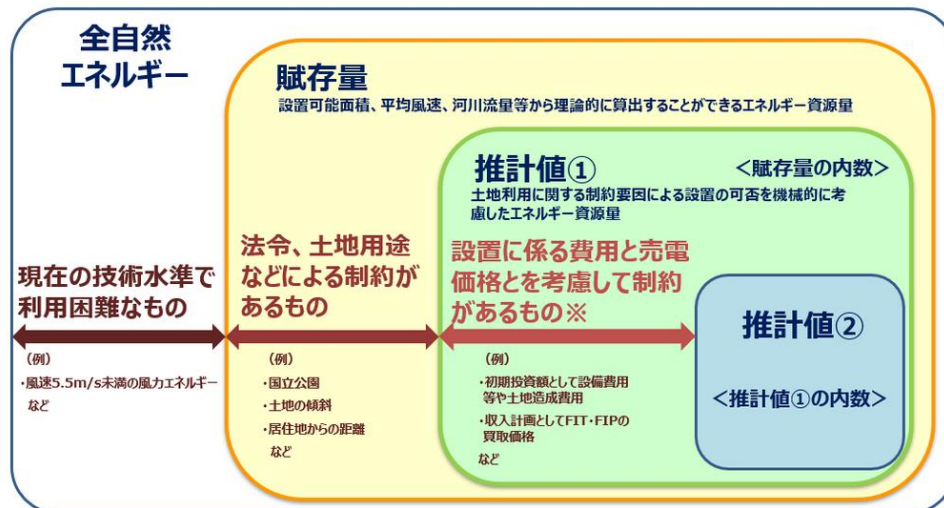 全自然
エネルギー
賦存量
設置可能面積、平均風速、河川流量等から理論的に算出することができるエネルギー資源量
推計値① ＜賦存量の内数＞
土地利用に関する制約要因による設置の可否を機械的に考
慮したエネルギー資源量
現在の技術水準で
利用困難なもの
（例）
・風速5.5m/s未満の風力エネルギー
など
法令、土地用途
などによる制約が
あるもの
（例）
・国立公園
・土地の傾斜
・居住地からの距離
など
設置に係る費用と売電
価格とを考慮して制約
があるもの※
（例）
・初期投資額として設備費用
等や土地造成費用
・収入計画としてFIT・FIPの
買取価格
など
推計値②
＜推計値①の内数＞